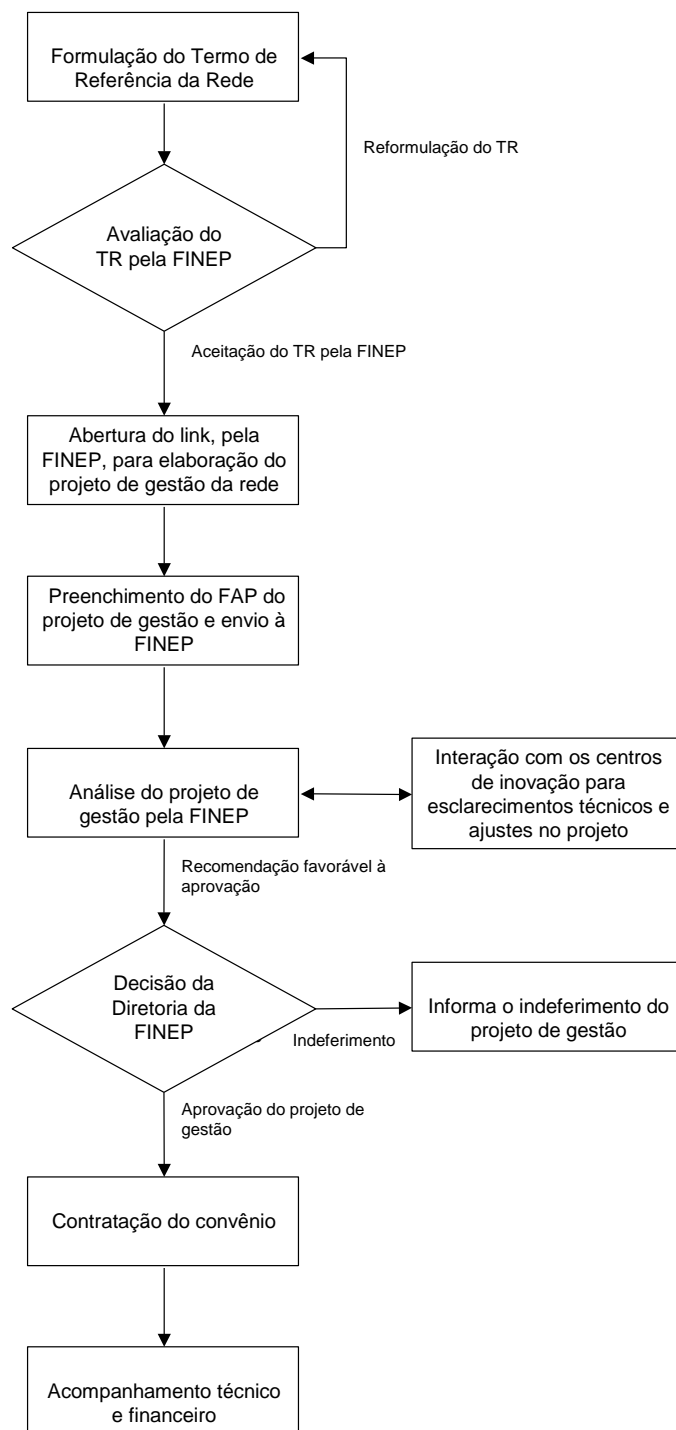 Formulação do Termo de
Referência da Rede
Reformulação do TR
Avaliação do
TR pela FINEP
Aceitação do TR pela FINEP
Abertura do link, pela
FINEP, para elaboração do
projeto de gestão da rede
Preenchimento do FAP do
projeto de gestão e envio à
FINEP
Análise do projeto de
gestão pela FINEP
Interação com os centros
de inovação para
esclarecimentos técnicos e
ajustes no projeto
Recomendação favorável à
aprovação
Decisão da
Diretoria da
FINEP
Indeferimento
Informa o indeferimento do
projeto de gestão
Aprovação do projeto de
gestão
Contratação do convênio
Acompanhamento técnico
e financeiro